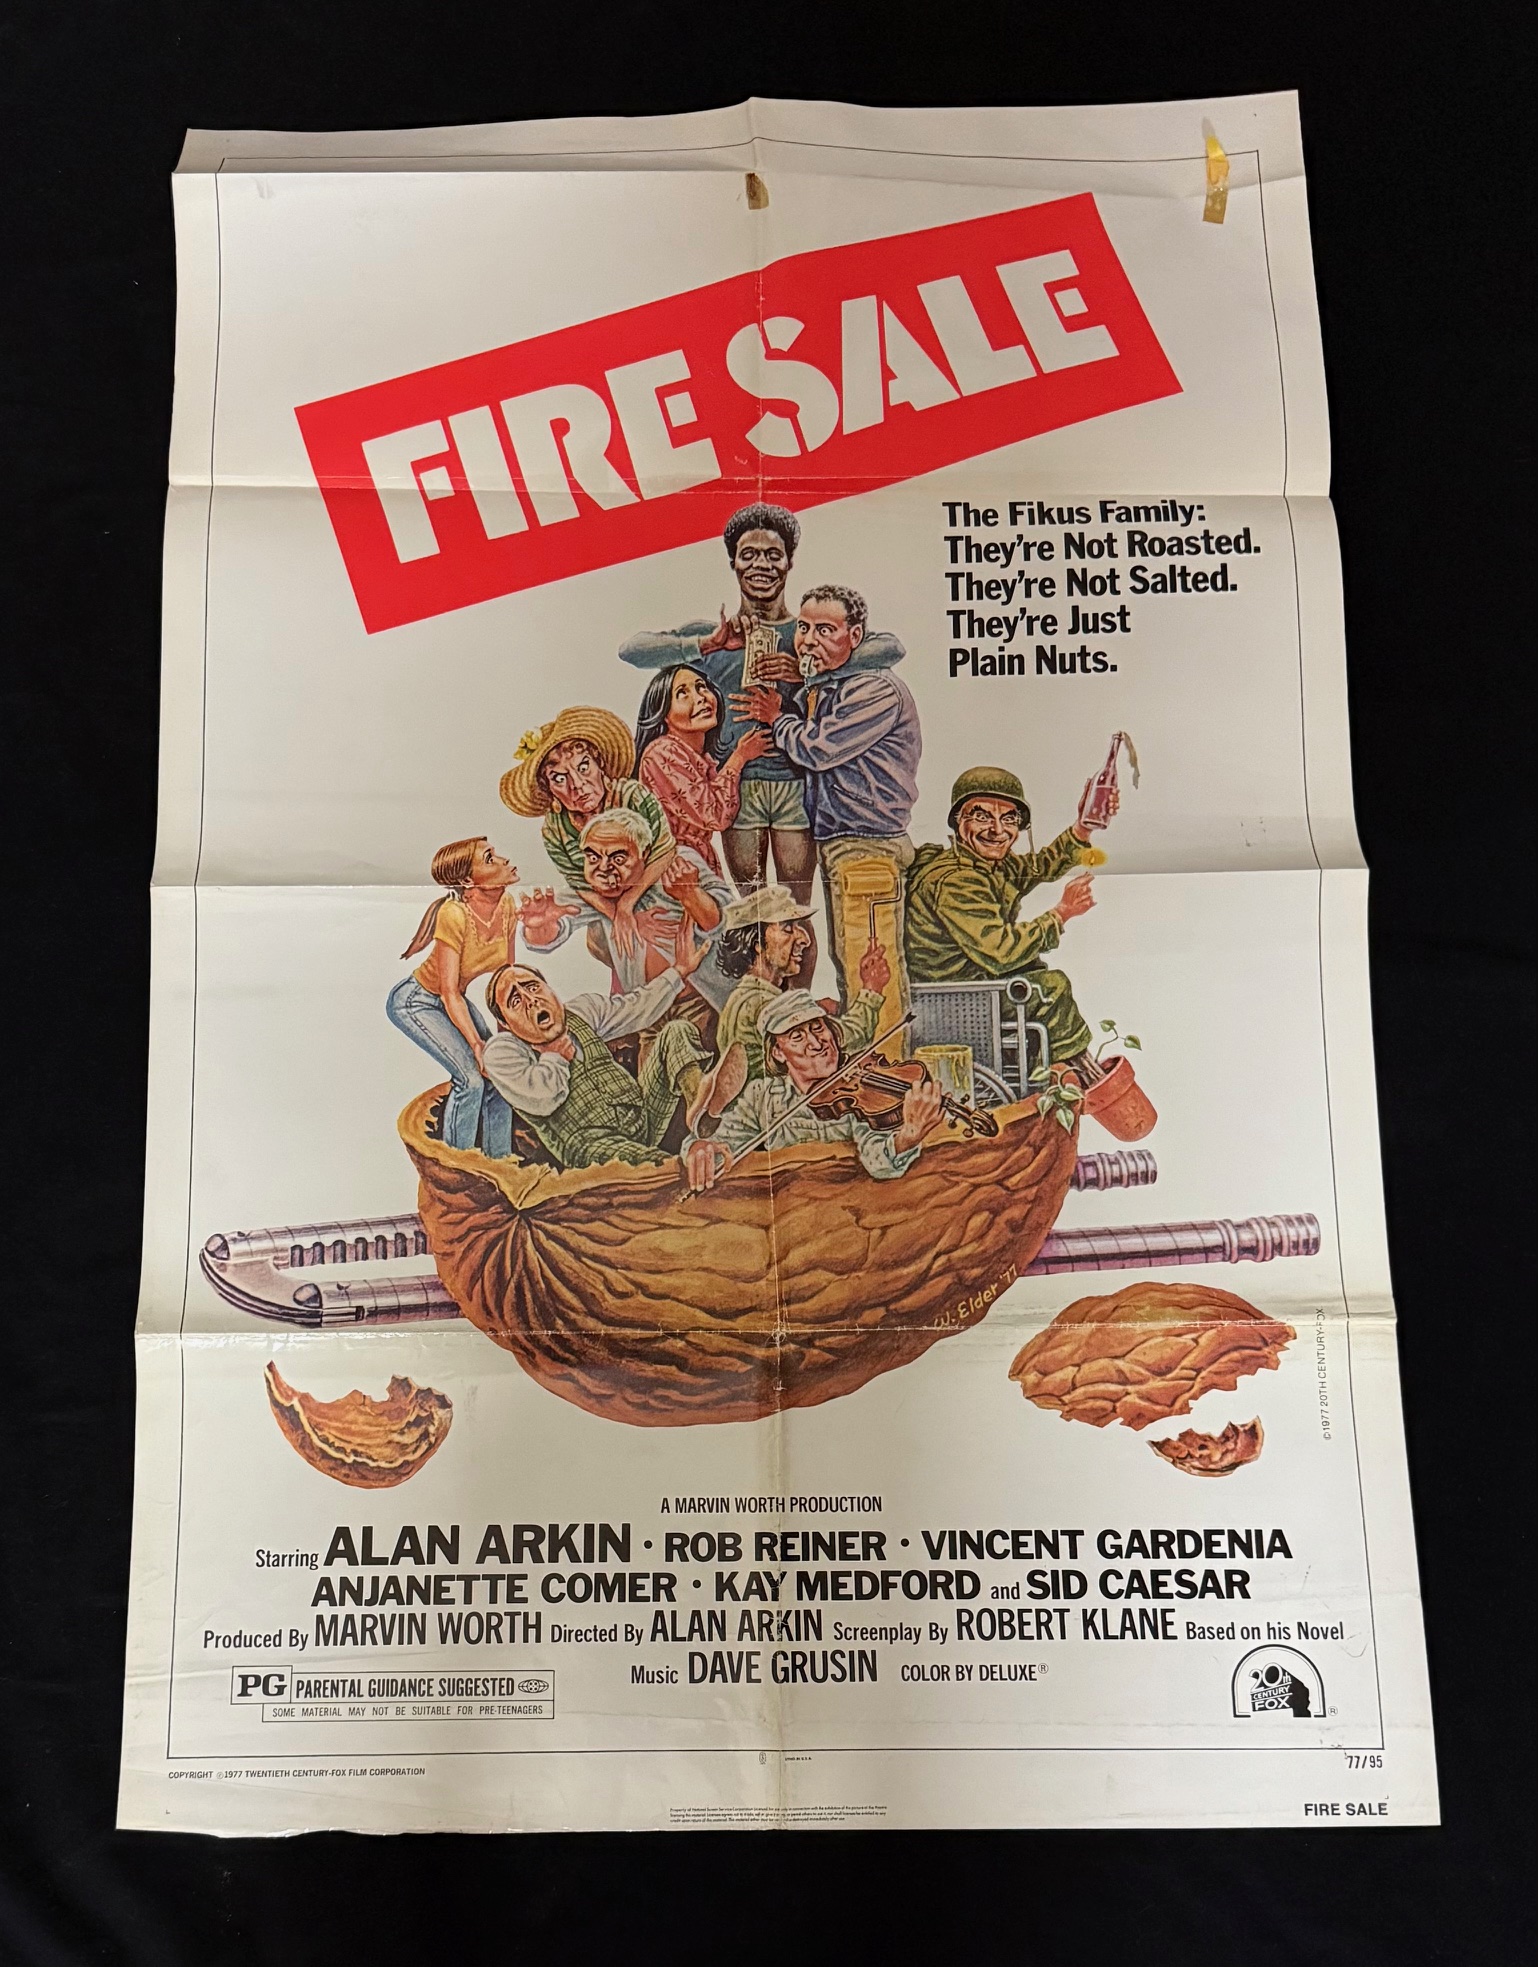 FIRE SALE
The Fikus Family:
They're Not Roasted.
They're Not Salted.
They're Just
Plain Nuts.
W. Elder '77
©1977 20TH CENTURY-FOX
A MARVIN WORTH PRODUCTION
Starring ALAN ARKIN · ROB REINER · VINCENT GARDENIA
ANJANETTE COMER · KAY MEDFORD and SID CAESAR
Produced By MARVIN WORTH Directed By ALAN ARKIN Screenplay By ROBERT KLANE Based on his Novel
Music DAVE GRUSIN COLOR BY DELUXE®
PG PARENTAL GUIDANCE SUGGESTED
SOME MATERIAL MAY NOT BE SUITABLE FOR PRE-TEENAGERS
20th
CENTURY
FOX ®
COPYRIGHT ©1977 TWENTIETH CENTURY-FOX FILM CORPORATION
77/95
FIRE SALE